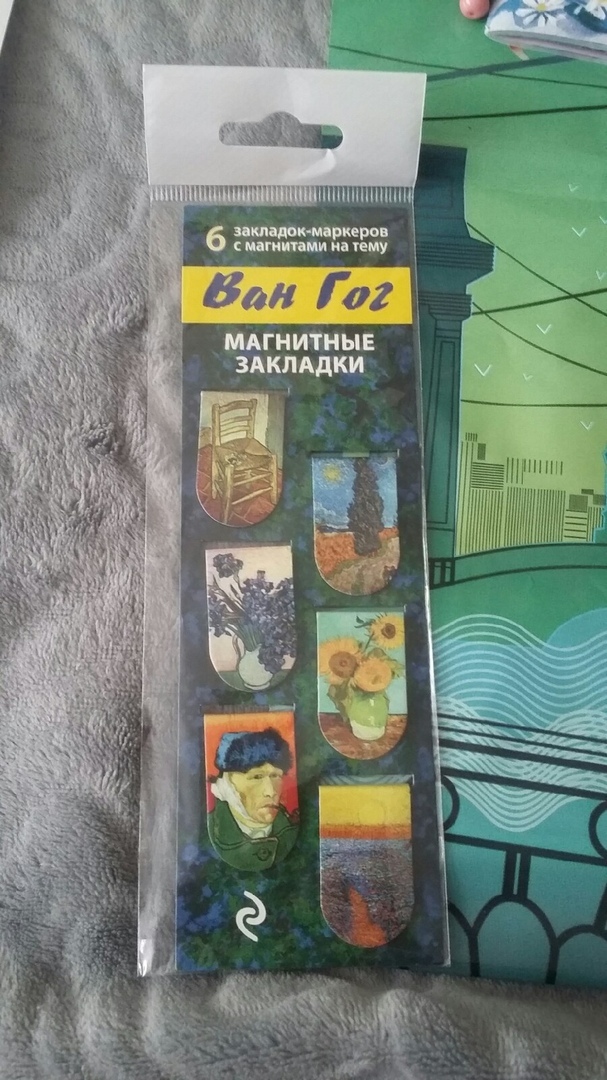 6 закладок-маркеров
с магнитами на тему
Ван Гог
МАГНИТНЫЕ
ЗАКЛАДКИ